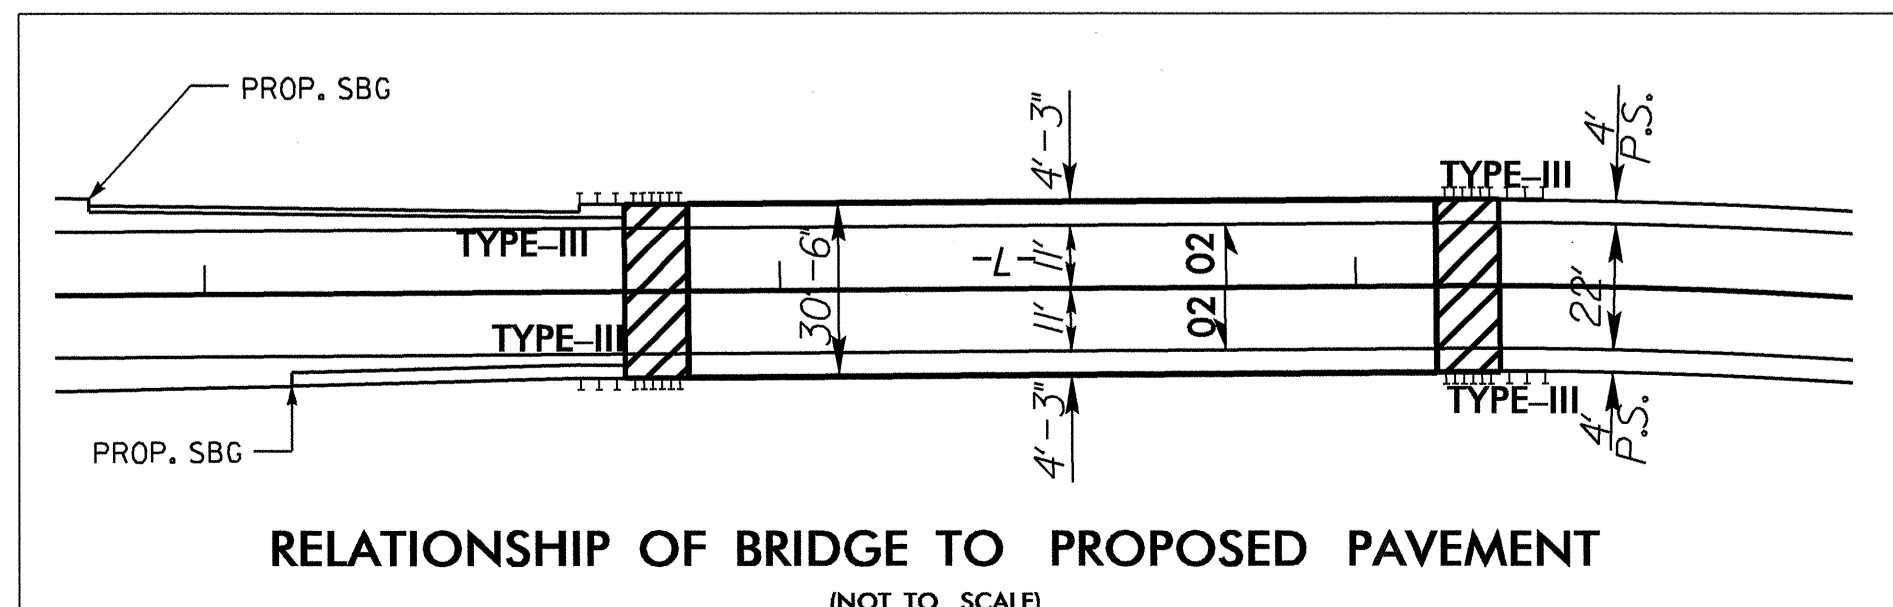 PROP. SBG
4'-3"
4'
P.S.
TYPE-III
TYPE-III
-L-
11'
02 02
30'-6"
22'
TYPE-III
11'
TYPE-III
4'-3"
4'
P.S.
PROP. SBG
RELATIONSHIP OF BRIDGE TO PROPOSED PAVEMENT
(NOT TO SCALE)